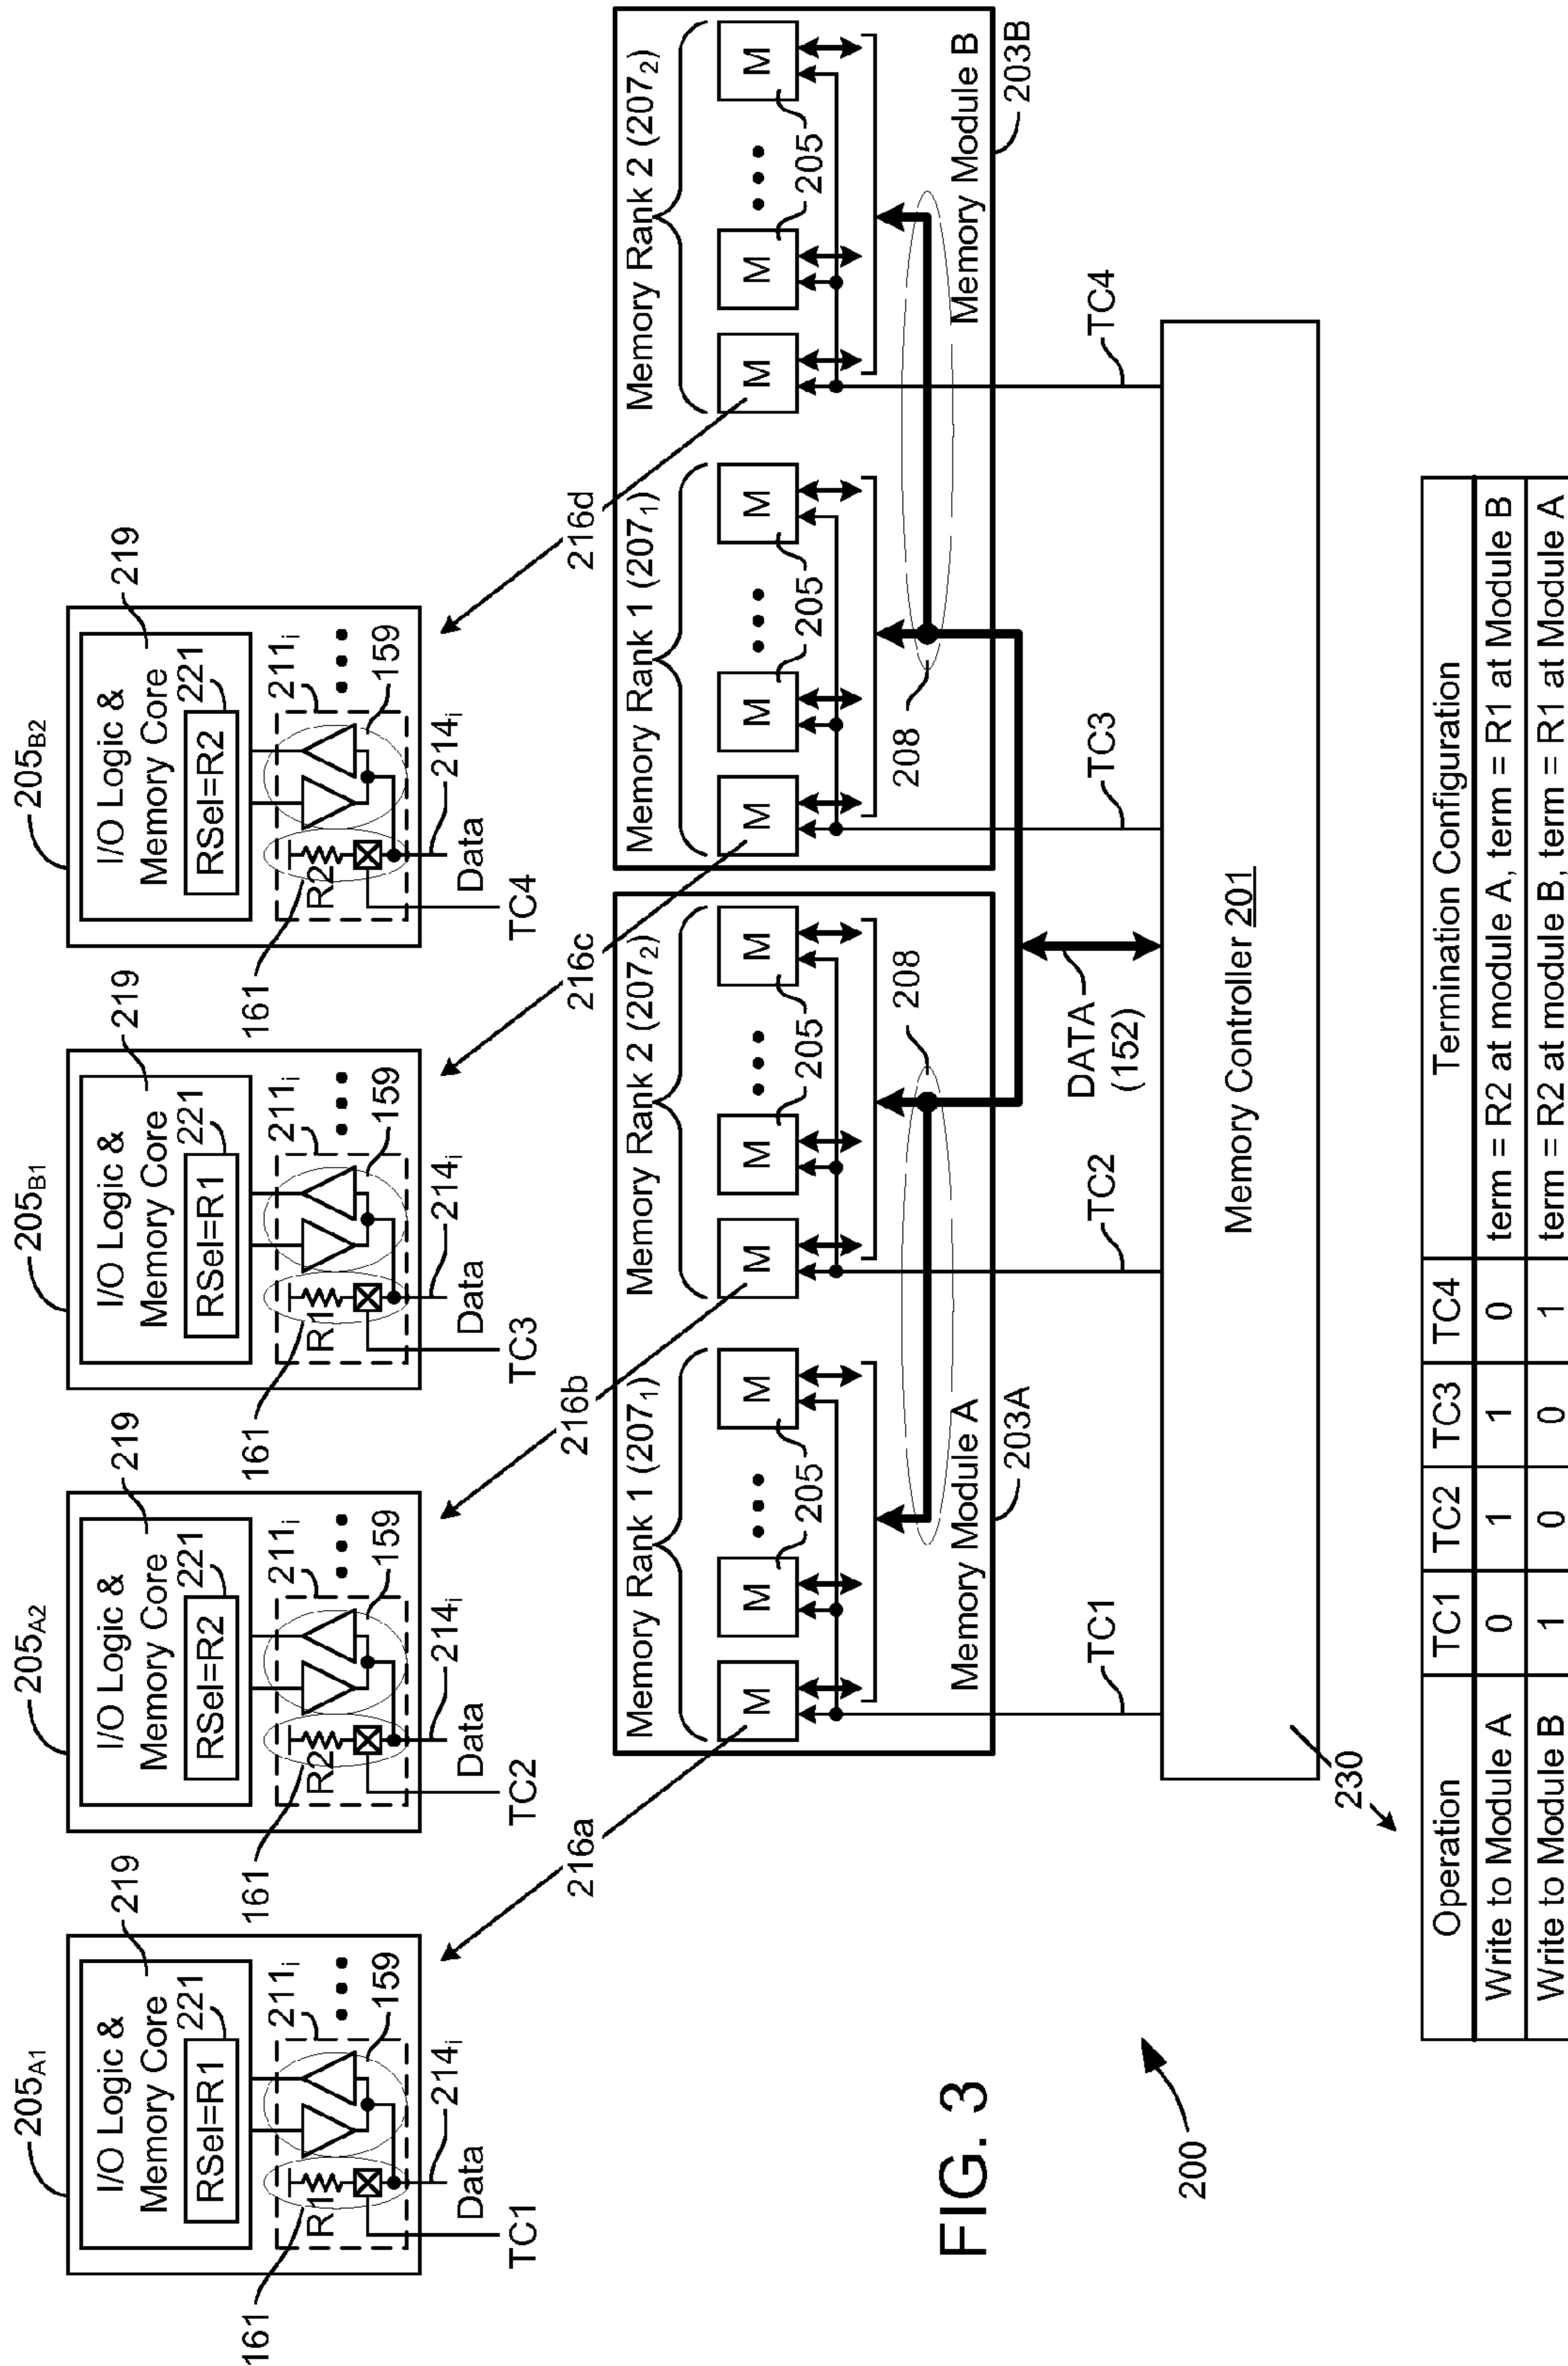 205A1
I/O Logic &
Memory Core
219
RSel=R1
221
211i
R1
159
161
214i
Data
TC1
205A2
I/O Logic &
Memory Core
219
RSel=R2
221
211i
R2
159
161
214i
Data
TC2
205B1
I/O Logic &
Memory Core
219
RSel=R1
221
211i
R1
159
161
214i
Data
TC3
205B2
I/O Logic &
Memory Core
219
RSel=R2
221
211i
R2
159
161
214i
Data
TC4
216a
216b
216c
216d
Memory Rank 1 (2071)
M
M
M
205
Memory Rank 2 (2072)
M
M
M
205
208
Memory Module A
203A
Memory Rank 1 (2071)
M
M
M
205
Memory Rank 2 (2072)
M
M
M
205
208
Memory Module B
203B
TC1
TC2
DATA
(152)
TC3
TC4
Memory Controller 201
FIG. 3
200
230
Operation TC1 TC2 TC3 TC4 Termination Configuration
Write to Module A 0 1 1 0 term = R2 at module A, term = R1 at Module B
Write to Module B 1 0 0 1 term = R2 at module B, term = R1 at Module A